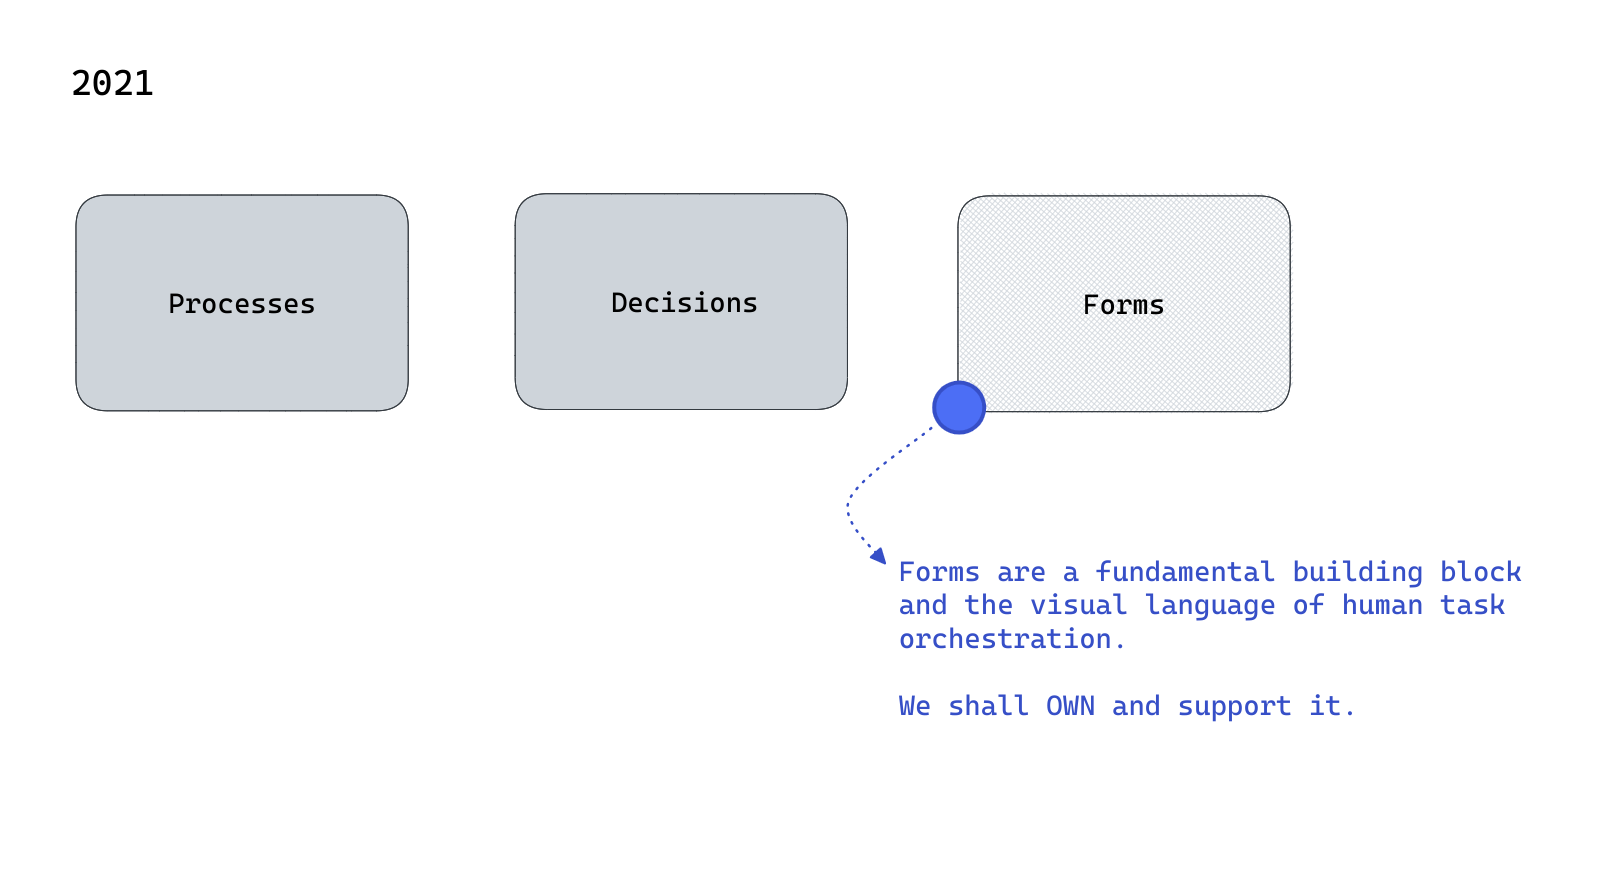 2021
Processes
Decisions
Forms
Forms are a fundamental building block
and the visual language of human task
orchestration.
We shall OWN and support it.